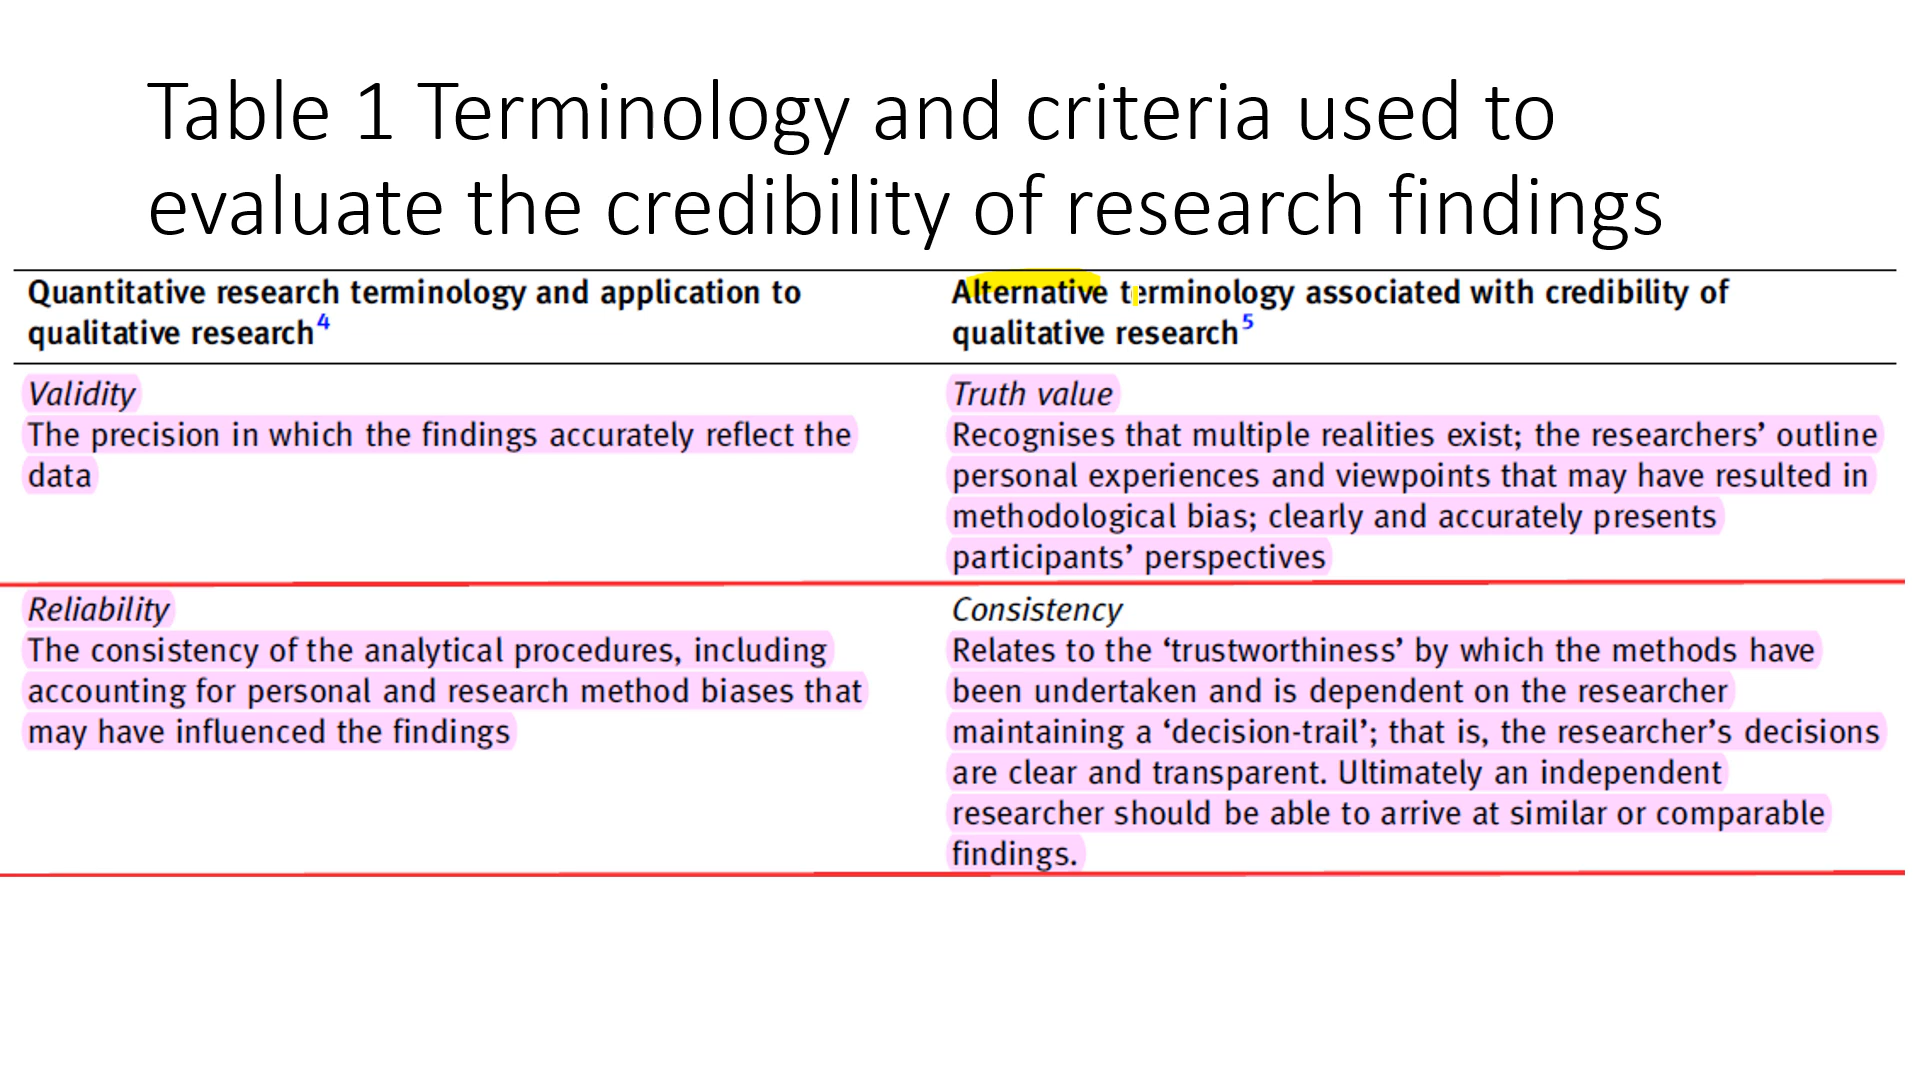 Table 1 Terminology and criteria used to
evaluate the credibility of research findings
Quantitative research terminology and application to
qualitative research4
Alternative terminology associated with credibility of
qualitative research5
Validity
The precision in which the findings accurately reflect the
data
Truth value
Recognises that multiple realities exist; the researchers’ outline
personal experiences and viewpoints that may have resulted in
methodological bias; clearly and accurately presents
participants’ perspectives
Reliability
The consistency of the analytical procedures, including
accounting for personal and research method biases that
may have influenced the findings
Consistency
Relates to the ‘trustworthiness’ by which the methods have
been undertaken and is dependent on the researcher
maintaining a ‘decision-trail’; that is, the researcher’s decisions
are clear and transparent. Ultimately an independent
researcher should be able to arrive at similar or comparable
findings.